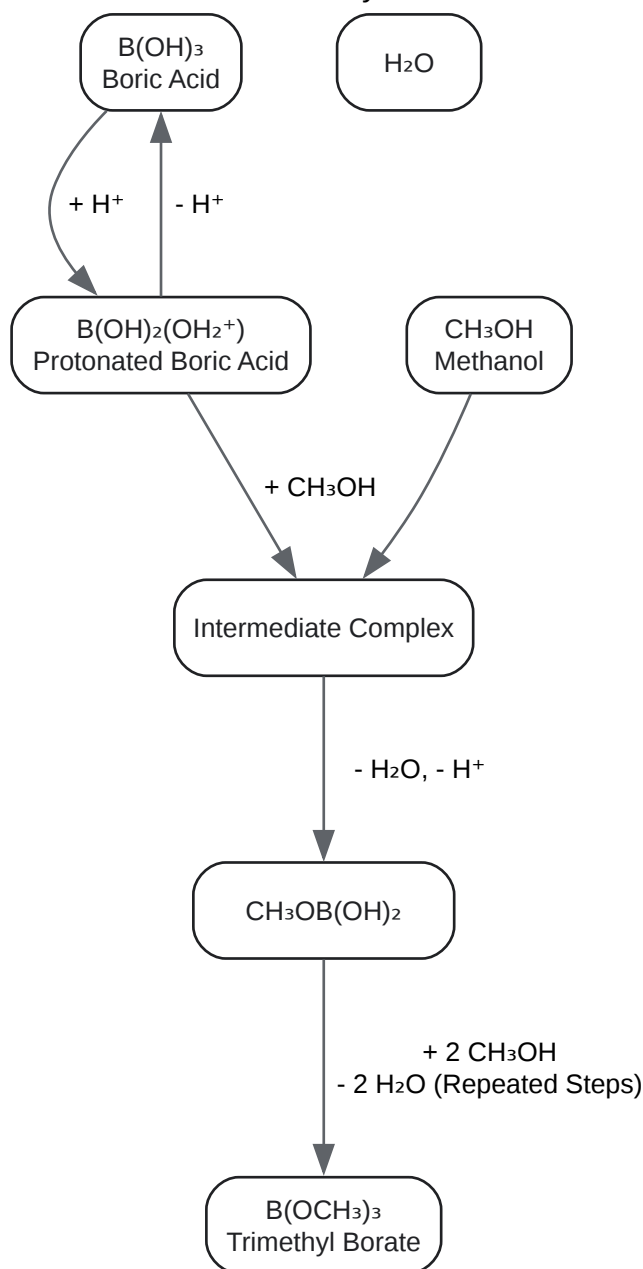 B(OH)₃
Boric Acid
H₂O
+ H⁺
- H⁺
B(OH)₂(OH₂⁺)
Protonated Boric Acid
CH₃OH
Methanol
+ CH₃OH
Intermediate Complex
- H₂O, - H⁺
CH₃OB(OH)₂
+ 2 CH₃OH
- 2 H₂O (Repeated Steps)
B(OCH₃)₃
Trimethyl Borate